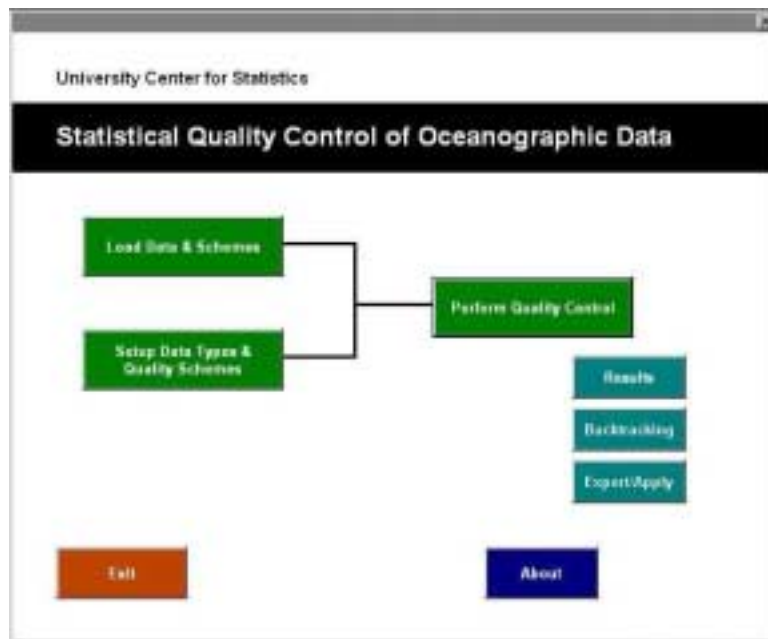 University Center for Statistics
Statistical Quality Control of Oceanographic Data
Load Data & Schemes
Perform Quality Control
Setup Data Types &
Quality Schemes
Results
Backtracking
Export/Apply
Exit
About